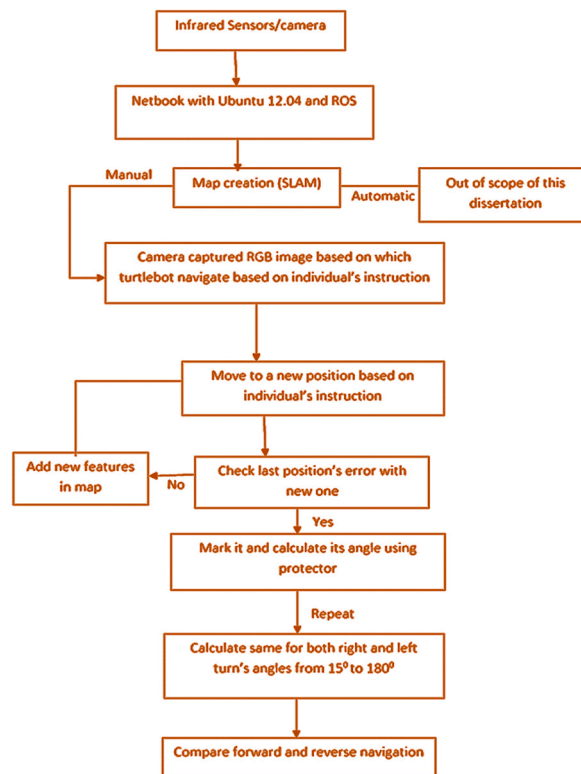 Infrared Sensors/camera
Netbook with Ubuntu 12.04 and ROS
Manual
Map creation (SLAM)
Automatic
Out of scope of this
dissertation
Camera captured RGB image based on which
turtlebot navigate based on individual's instruction
Move to a new position based on
individual's instruction
Add new features
in map
No
Check last position's error with
new one
Yes
Mark it and calculate its angle using
protector
Repeat
Calculate same for both right and left
turn's angles from 15⁰ to 180⁰
Compare forward and reverse navigation